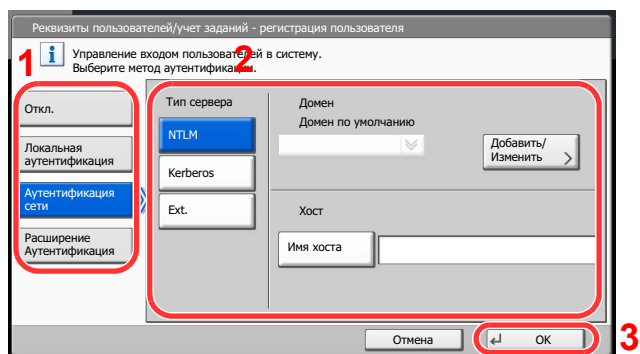 Реквизиты пользователей/учет заданий - регистрация пользователя
i
Управление входом пользователей в систему.
Выберите метод аутентификации.
1
2
Откл.
Локальная
аутентификация
Аутентификация
сети
Расширение
Аутентификация
Тип сервера
NTLM
Kerberos
Ext.
Домен
Домен по умолчанию
Добавить/
Изменить >
Хост
Имя хоста
Отмена
OK
3